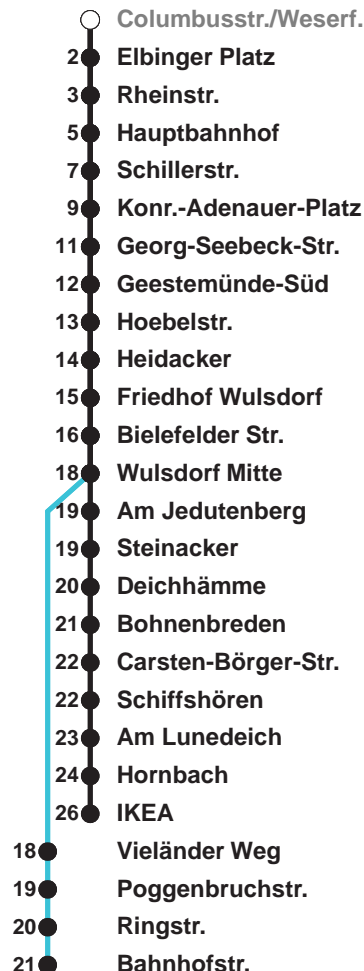 Columbusstr./Weserf.
2 Elbinger Platz
3 Rheinstr.
5 Hauptbahnhof
7 Schillerstr.
9 Konr.-Adenauer-Platz
11 Georg-Seebeck-Str.
12 Geestemünde-Süd
13 Hoebelstr.
14 Heidacker
15 Friedhof Wulsdorf
16 Bielefelder Str.
18 Wulsdorf Mitte
19 Am Jedutenberg
19 Steinacker
20 Deichhämme
21 Bohnenbreden
22 Carsten-Börger-Str.
22 Schiffshören
23 Am Lunedeich
24 Hornbach
26 IKEA
18 Vieländer Weg
19 Poggenbruchstr.
20 Ringstr.
21 Bahnhofstr.